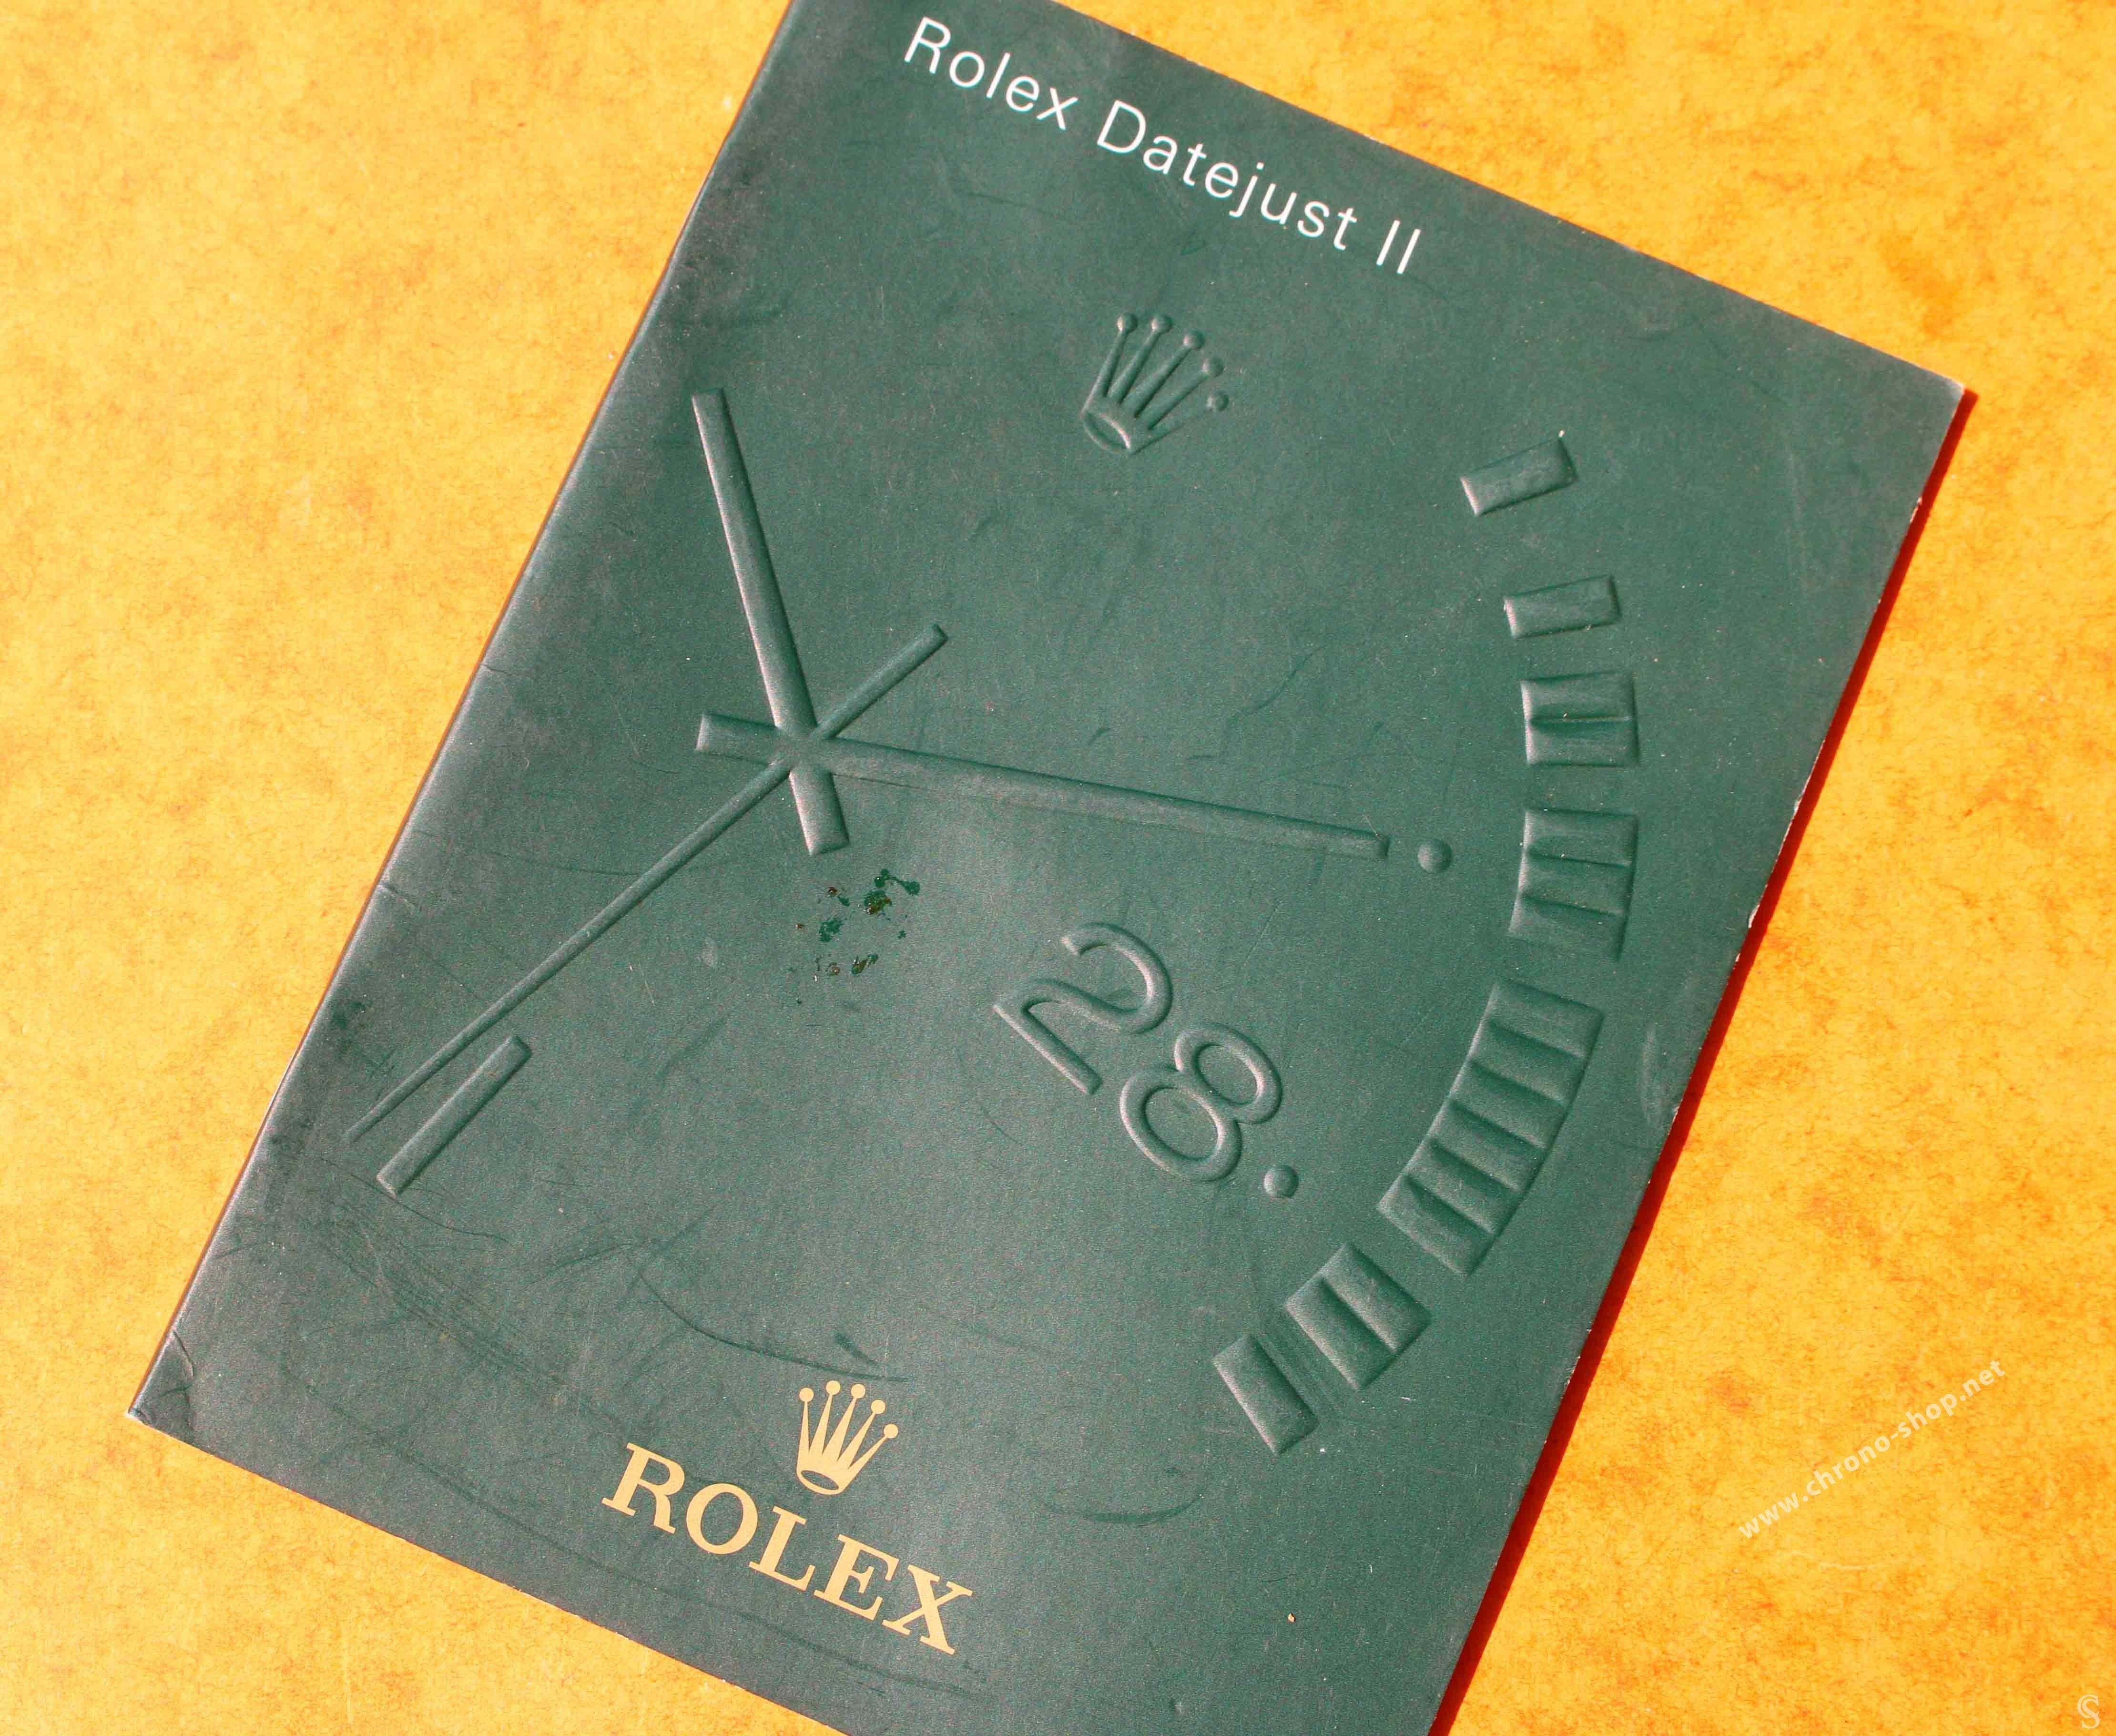 Rolex Datejust II
28
ROLEX
www.chrono-shop.net
S